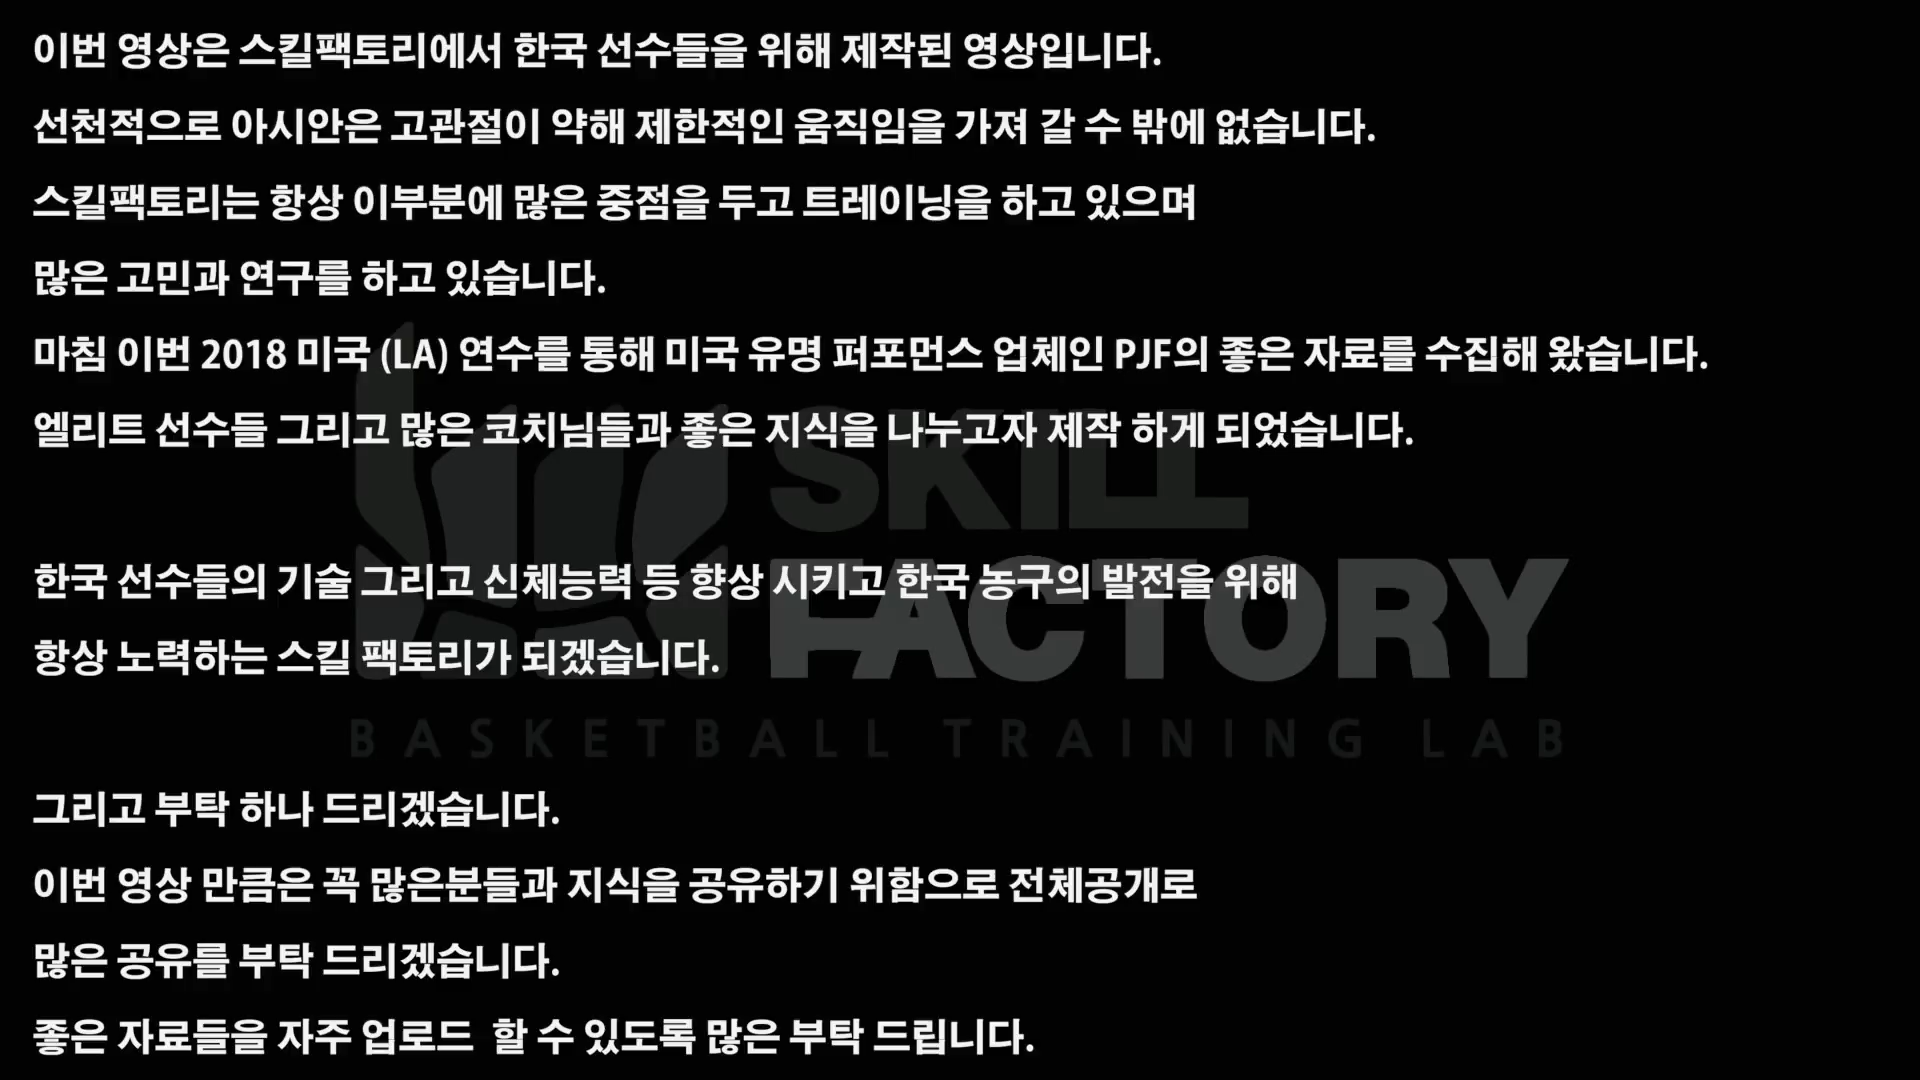 이번 영상은 스킬팩토리에서 한국 선수들을 위해 제작된 영상입니다.
선천적으로 아시안은 고관절이 약해 제한적인 움직임을 가져 갈 수 밖에 없습니다.
스킬팩토리는 항상 이부분에 많은 중점을 두고 트레이닝을 하고 있으며
많은 고민과 연구를 하고 있습니다.
마침 이번 2018 미국 (LA) 연수를 통해 미국 유명 퍼포먼스 업체인 PJF의 좋은 자료를 수집해 왔습니다.
엘리트 선수들 그리고 많은 코치님들과 좋은 지식을 나누고자 제작 하게 되었습니다.
SKILL
한국 선수들의 기술 그리고 신체능력 등 향상 시키고 한국 농구의 발전을 위해
FACTORY
항상 노력하는 스킬 팩토리가 되겠습니다.
BASKETBALL TRAINING LAB
그리고 부탁 하나 드리겠습니다.
이번 영상 만큼은 꼭 많은분들과 지식을 공유하기 위함으로 전체공개로
많은 공유를 부탁 드리겠습니다.
좋은 자료들을 자주 업로드 할 수 있도록 많은 부탁 드립니다.